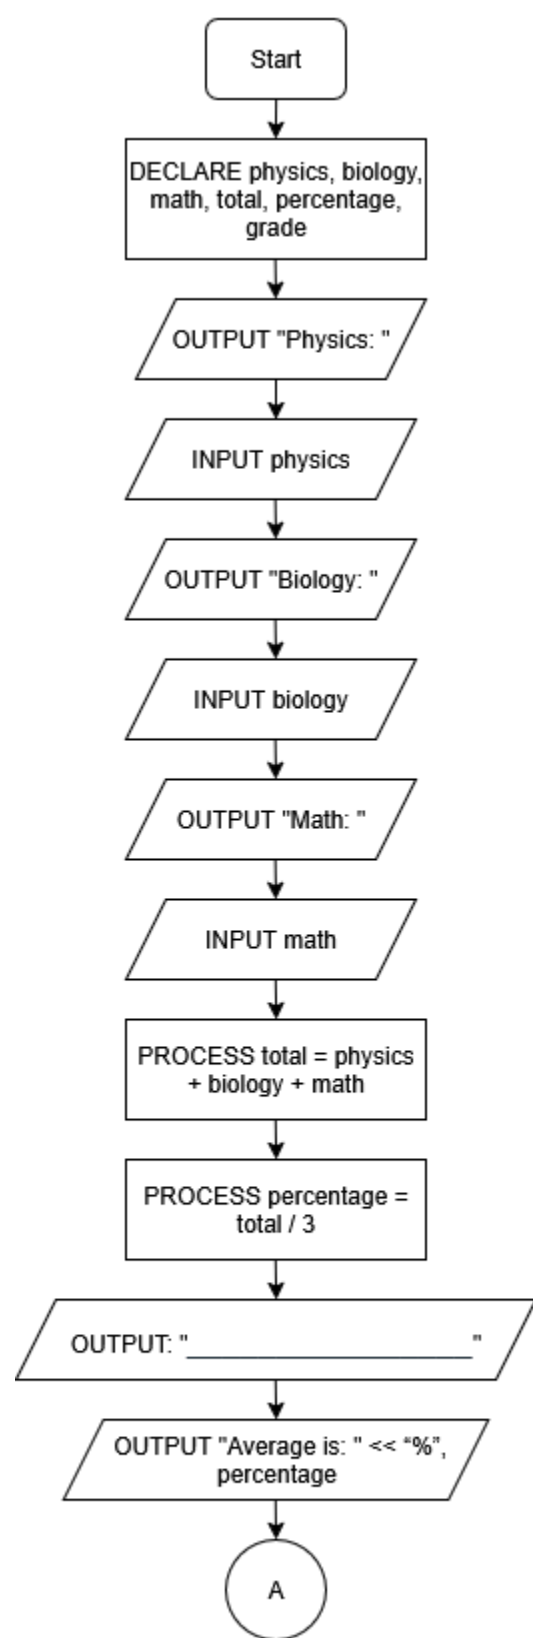 Start
DECLARE physics, biology,
math, total, percentage,
grade
OUTPUT "Physics: "
INPUT physics
OUTPUT "Biology: "
INPUT biology
OUTPUT "Math: "
INPUT math
PROCESS total = physics
+ biology + math
PROCESS percentage =
total / 3
OUTPUT: "______________________"
OUTPUT "Average is: " << “%”,
percentage
A